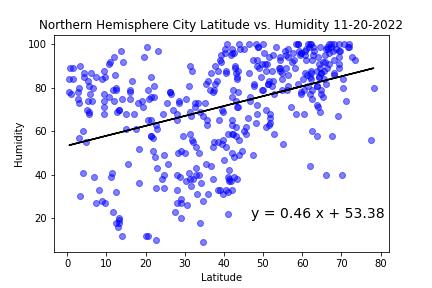 Northern Hemisphere City Latitude vs. Humidity 11-20-2022
100
80
60
40
20
Humidity
y = 0.46 x + 53.38
0 10 20 30 40 50 60 70 80
Latitude